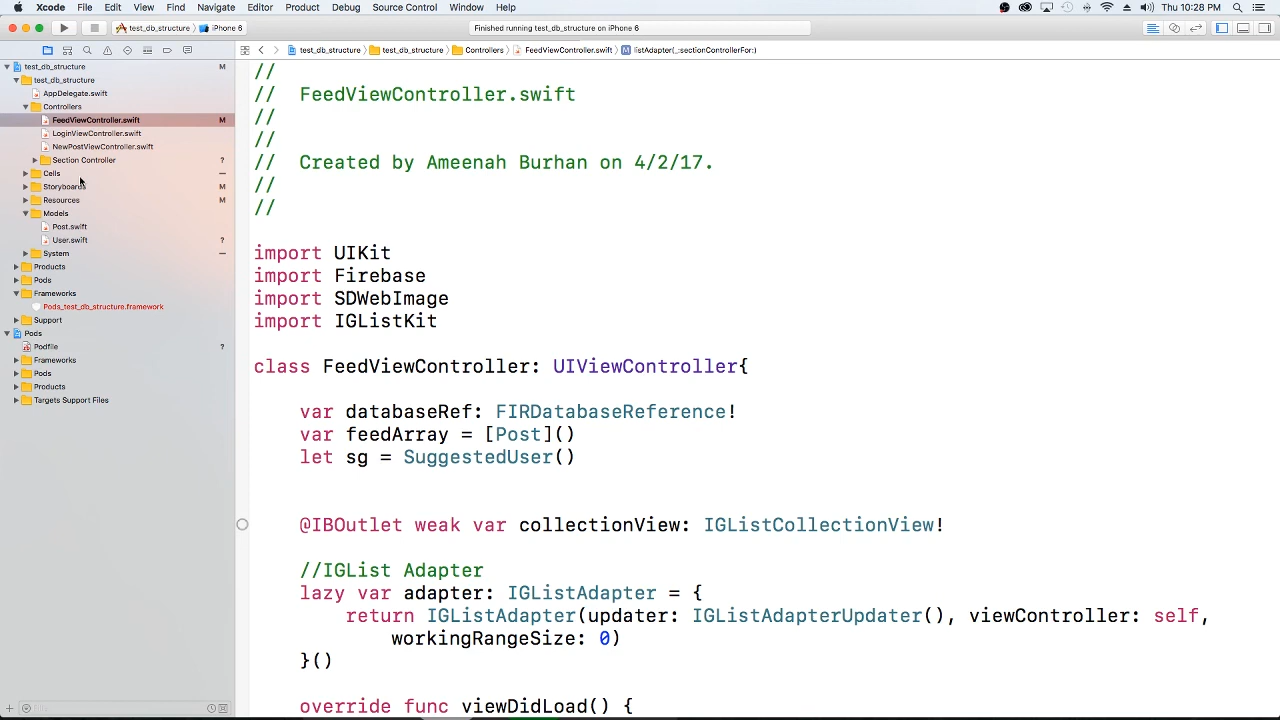 Xcode File Edit View Find Navigate Editor Product Debug Source Control Window Help Thu 10:28 PM
test_db_structure iPhone 6 Finished running test_db_structure on iPhone 6
test_db_structure test_db_structure Controllers FeedViewController.swift M listAdapter(_:sectionControllerFor:)
test_db_structure M
test_db_structure
AppDelegate.swift
Controllers
FeedViewController.swift M
LoginViewController.swift
NewPostViewController.swift
Section Controller ?
Cells
Storyboards M
Resources M
Models
Post.swift
User.swift ?
System
Products
Pods
Frameworks
Pods_test_db_structure.framework
Support
Pods
Podfile ?
Frameworks
Pods
Products
Targets Support Files
//
// FeedViewController.swift
//
//
// Created by Ameenah Burhan on 4/2/17.
//
//
import UIKit
import Firebase
import SDWebImage
import IGListKit
class FeedViewController: UIViewController{
var databaseRef: FIRDatabaseReference!
var feedArray = [Post]()
let sg = SuggestedUser()
@IBOutlet weak var collectionView: IGListCollectionView!
//IGList Adapter
lazy var adapter: IGListAdapter = {
return IGListAdapter(updater: IGListAdapterUpdater(), viewController: self,
workingRangeSize: 0)
}()
override func viewDidLoad() {